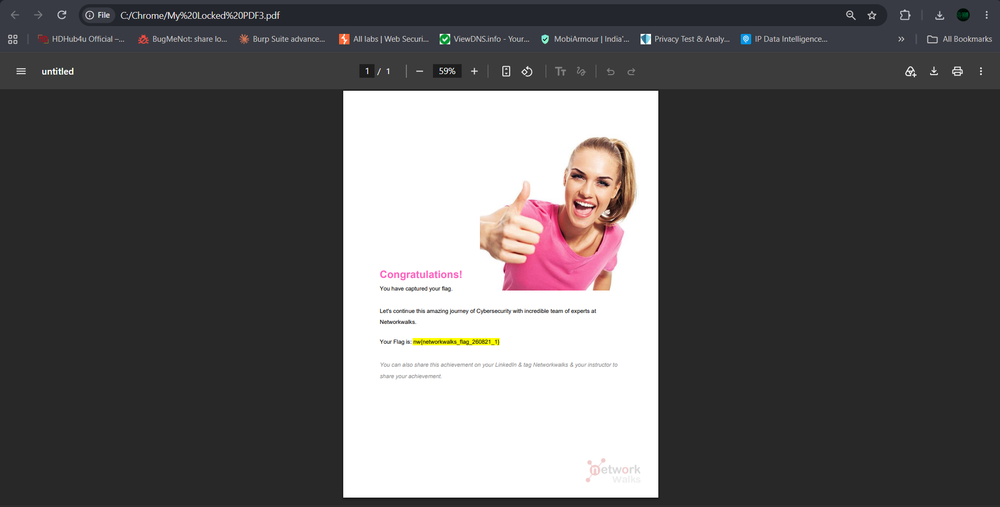 File C:/Chrome/My%20Locked%20PDF3.pdf
HDHub4u Official –... BugMeNot: share lo... Burp Suite advance... All labs | Web Securi... ViewDNS.info - Your... MobiArmour | India'... Privacy Test & Analy... IP Data Intelligence... » All Bookmarks
untitled 1 / 1 59%
Congratulations!
You have captured your flag.
Let's continue this amazing journey of Cybersecurity with incredible team of experts at
Networkwalks.
Your Flag is: nw{networkwalks_flag_260821_1}
You can also share this achievement on your LinkedIn & tag Networkwalks & your instructor to
share your achievement.
network
Walks